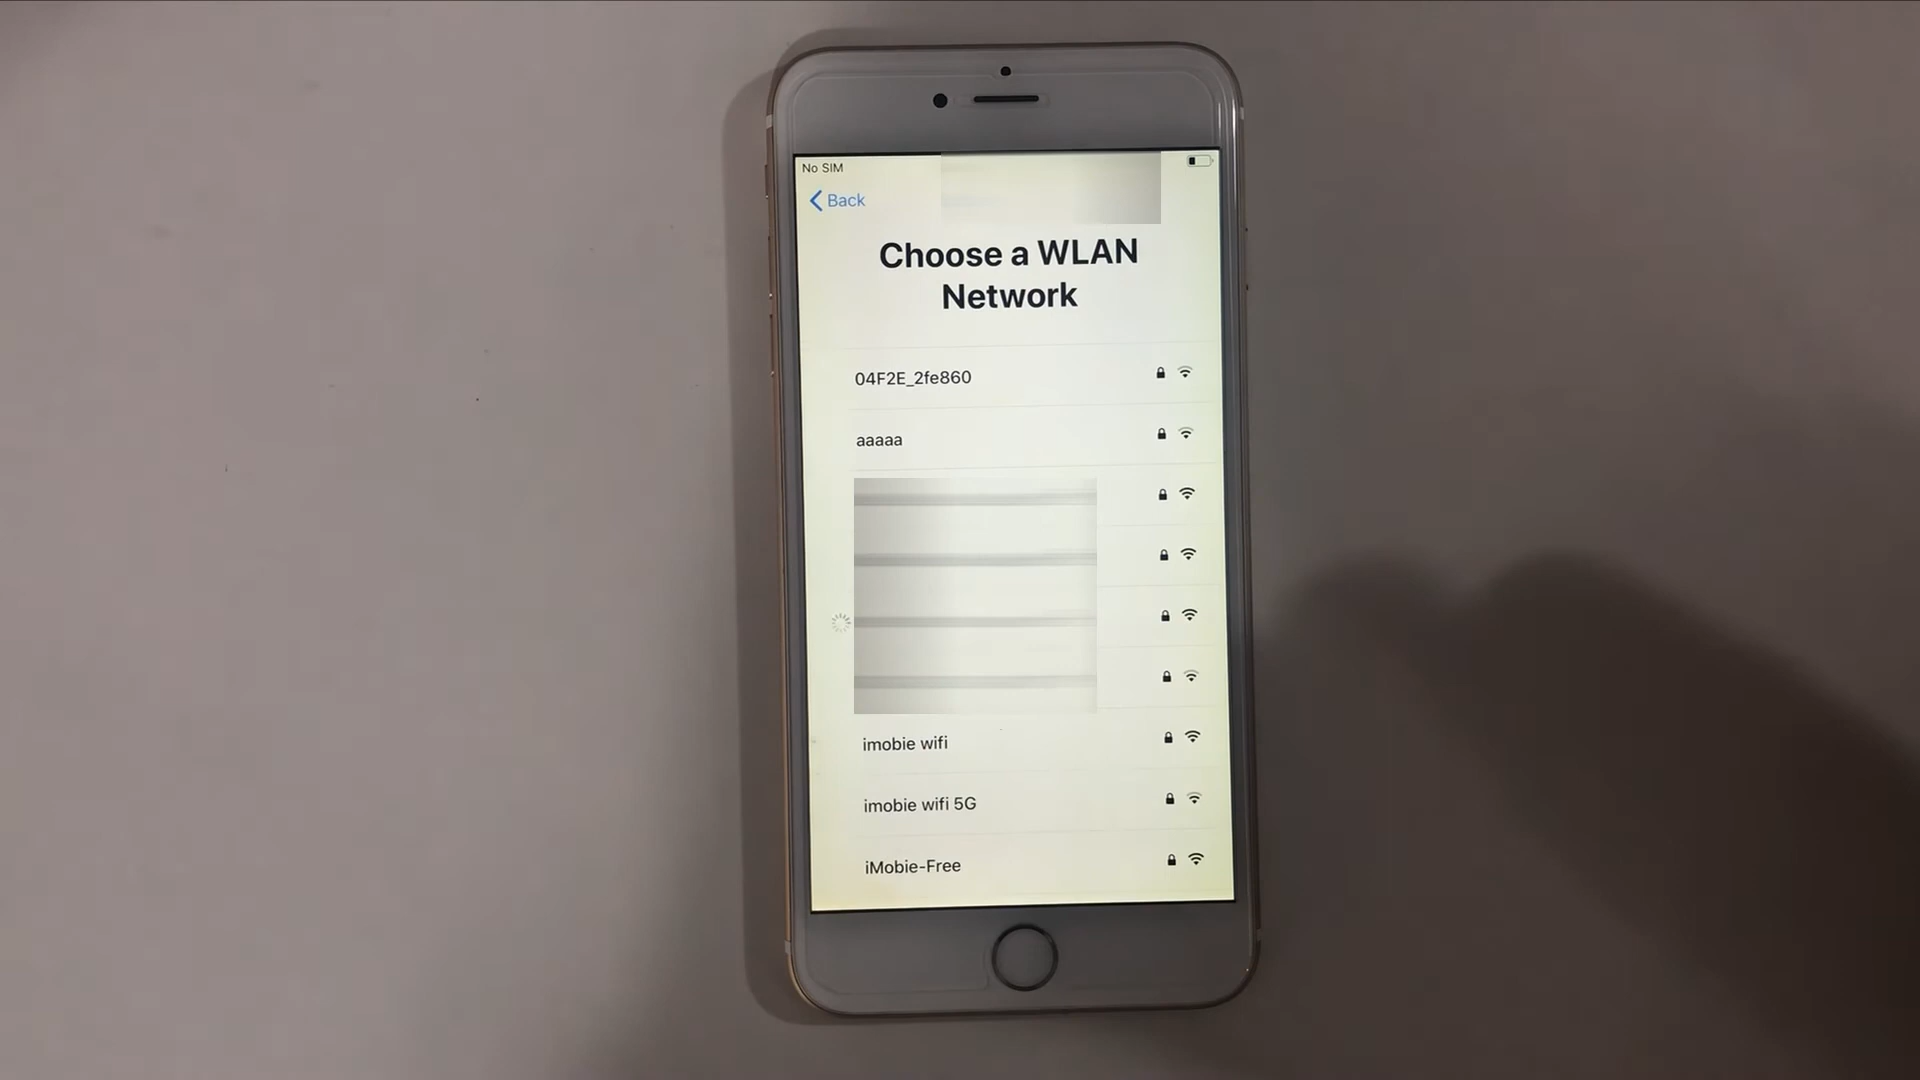 No SIM
Back
Choose a WLAN
Network
04F2E_2fe860
aaaaa
imobie wifi
imobie wifi 5G
iMobie-Free